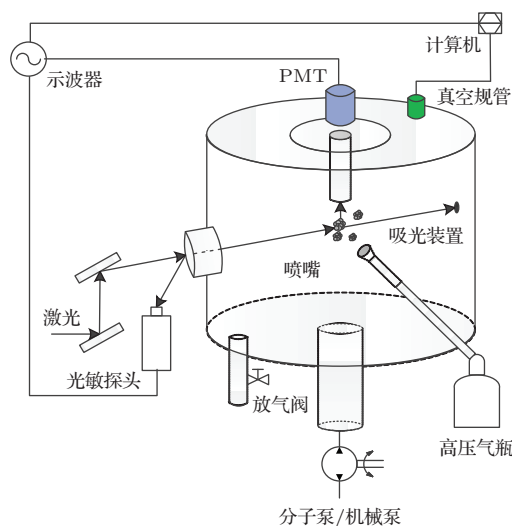 计算机
示波器
PMT
真空规管
吸光装置
喷嘴
激光
光敏探头
放气阀
高压气瓶
分子泵/机械泵